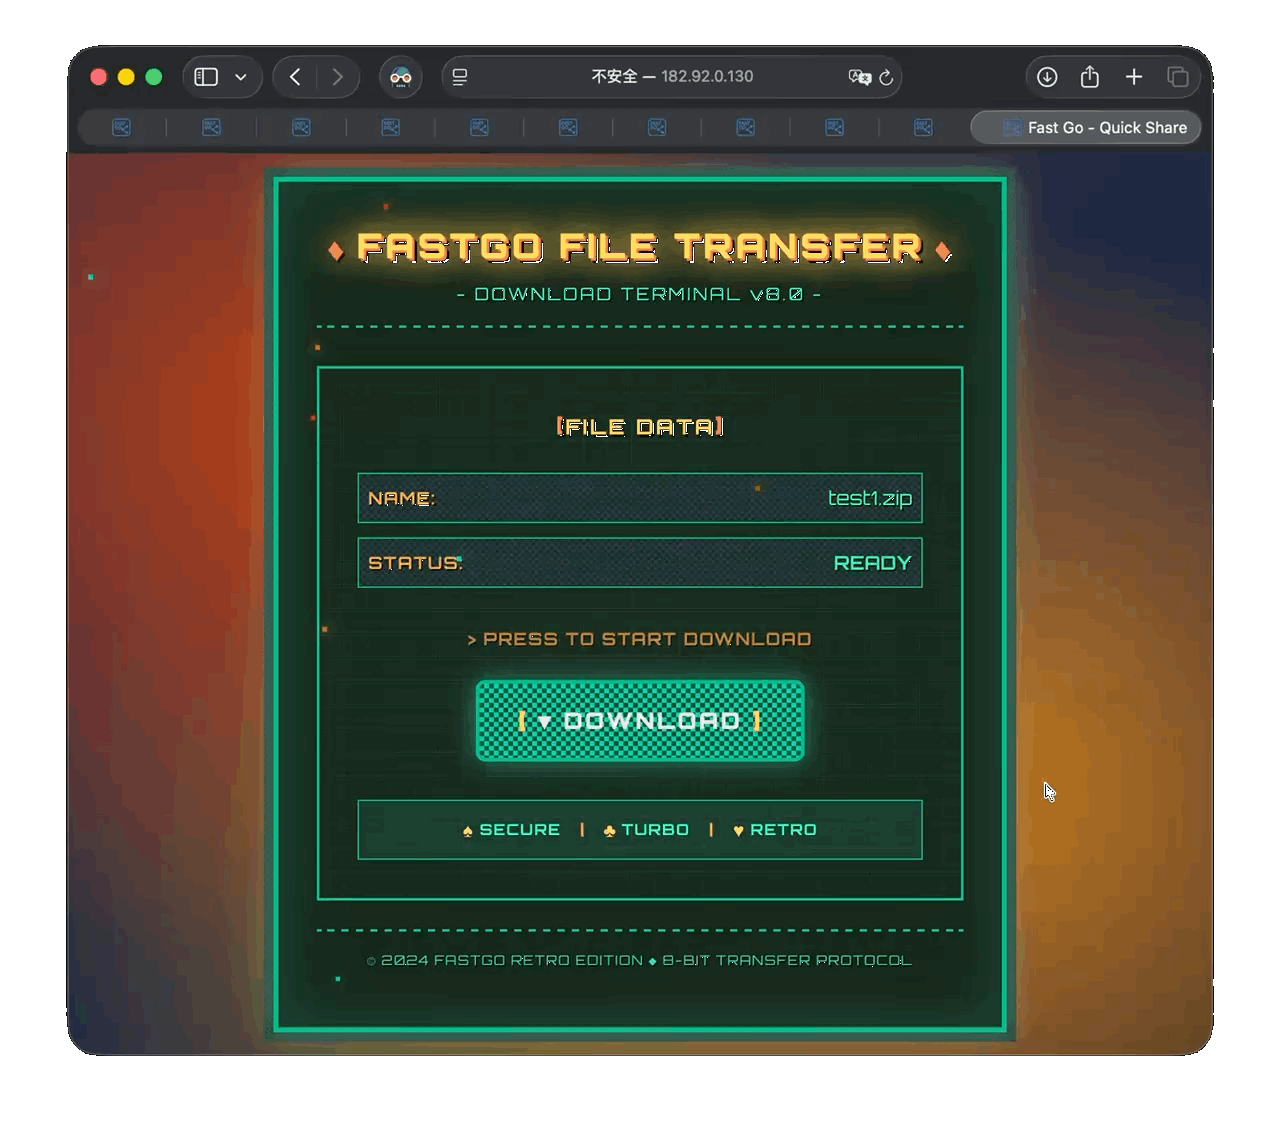 不安全 — 182.92.0.130
Fast Go - Quick Share
♦ FASTGO FILE TRANSFER ♦
- DOWNLOAD TERMINAL v8.0 -
[FILE DATA]
NAME: test1.zip
STATUS: READY
> PRESS TO START DOWNLOAD
[ ▼ DOWNLOAD ]
♠ SECURE | ♣ TURBO | ♥ RETRO
© 2024 FASTGO RETRO EDITION ♦ 8-BIT TRANSFER PROTOCOL